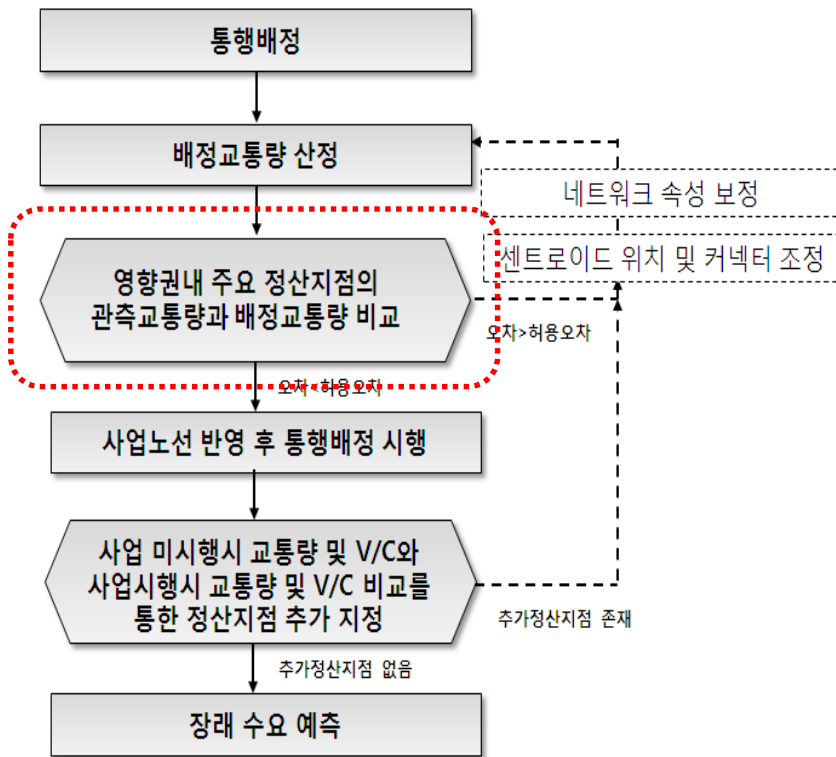 통행배정
배정교통량 산정
네트워크 속성 보정
센트로이드 위치 및 커넥터 조정
영향권내 주요 정산지점의
관측교통량과 배정교통량 비교
오차>허용오차
오차<허용오차
사업노선 반영 후 통행배정 시행
사업 미시행시 교통량 및 V/C와
사업시행시 교통량 및 V/C 비교를
통한 정산지점 추가 지정
추가정산지점 존재
추가정산지점 없음
장래 수요 예측